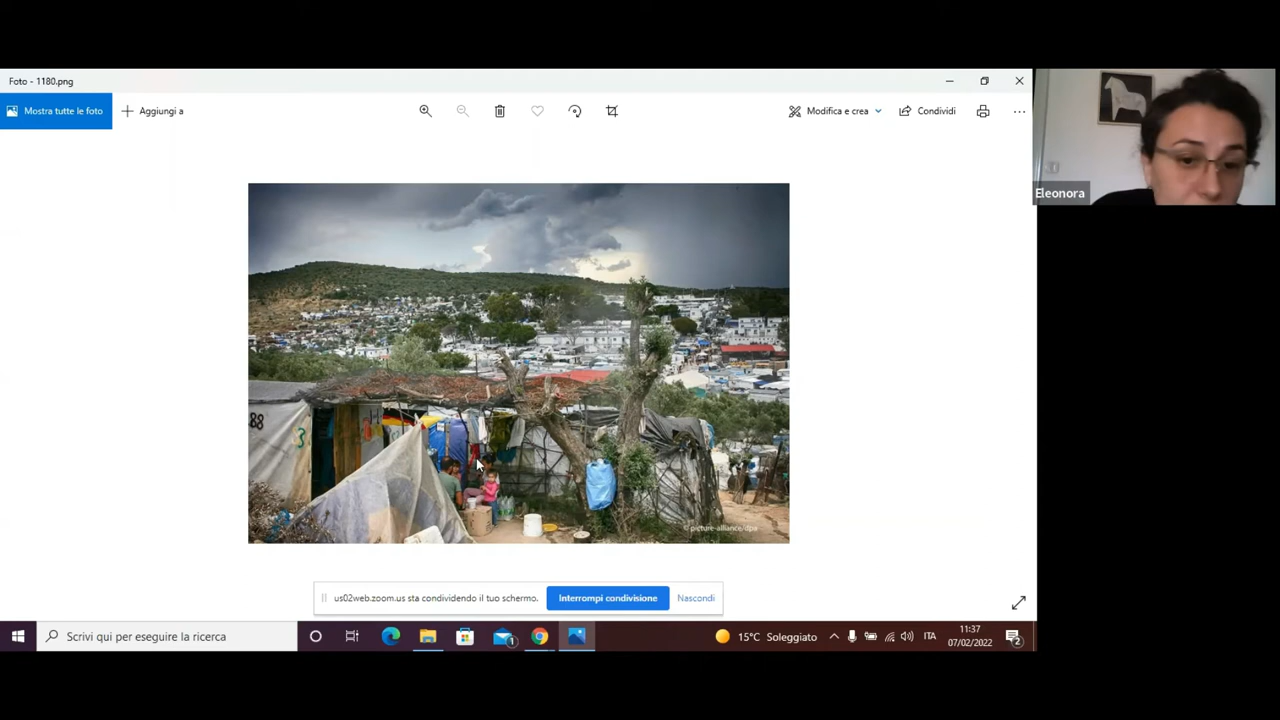 Foto - 1180.png
Mostra tutte le foto
Aggiungi a
Modifica e crea
Condividi
Eleonora
88
3
© picture-alliance/dpa
us02web.zoom.us sta condividendo il tuo schermo.
Interrompi condivisione
Nascondi
Scrivi qui per eseguire la ricerca
1
15°C Soleggiato
ITA
11:37
07/02/2022
2